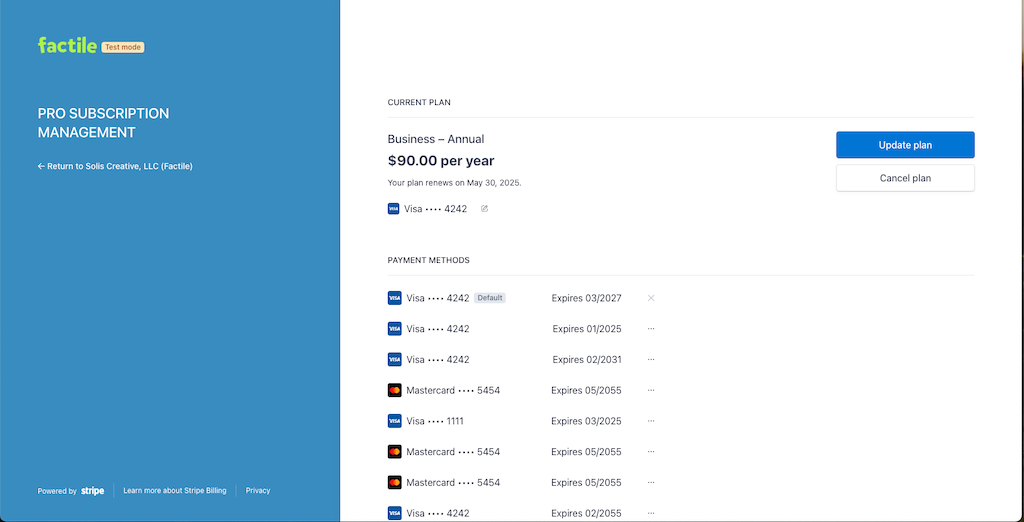 factile Test mode
PRO SUBSCRIPTION
MANAGEMENT
← Return to Solis Creative, LLC (Factile)
Powered by stripe
Learn more about Stripe Billing
Privacy
CURRENT PLAN
Business – Annual
$90.00 per year
Your plan renews on May 30, 2025.
VISA Visa •••• 4242
Update plan
Cancel plan
PAYMENT METHODS
VISA Visa •••• 4242 Default Expires 03/2027
VISA Visa •••• 4242 Expires 01/2025 ···
VISA Visa •••• 4242 Expires 02/2031 ···
Mastercard •••• 5454 Expires 05/2055 ···
VISA Visa •••• 1111 Expires 03/2025 ···
Mastercard •••• 5454 Expires 05/2055 ···
Mastercard •••• 5454 Expires 05/2055 ···
VISA Visa •••• 4242 Expires 02/2055 ···